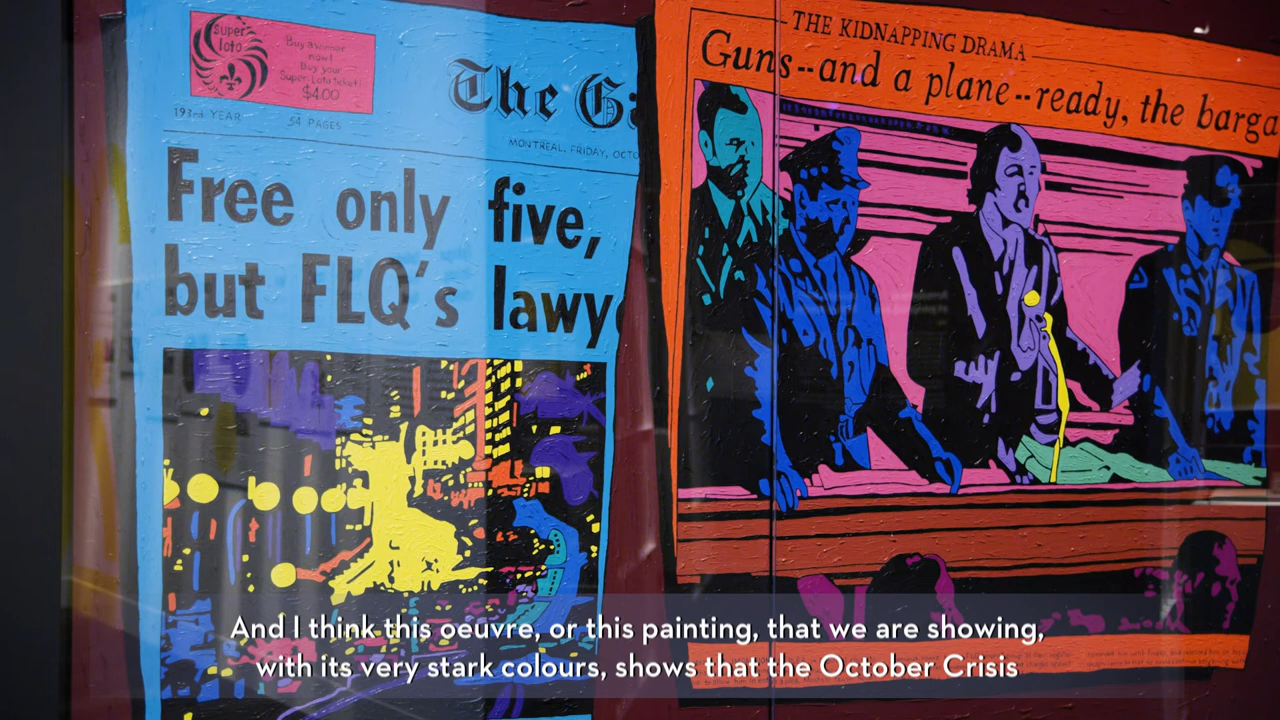 super
loto
Buy a
now!
Buy your
Super Loto ticket!
$4.00
193rd YEAR
54 PAGES
The
MONTREAL, FRIDAY, OCTO
Free only five,
but FLQ's lawy
THE KIDNAPPING DRAMA
Guns--and a plane--ready, the barga
And I think this oeuvre, or this painting, that we are showing,
with its very stark colours, shows that the October Crisis